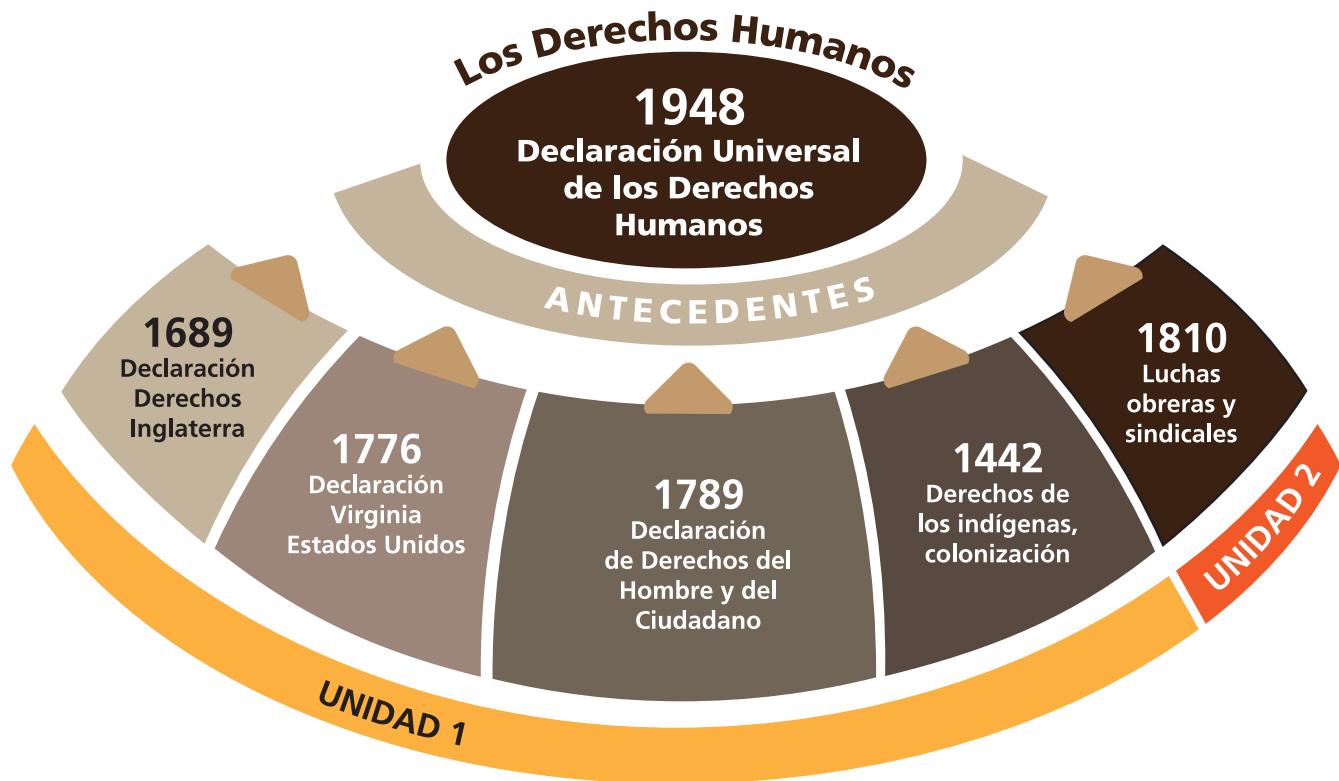 Los Derechos Humanos
1948
Declaración Universal
de los Derechos
Humanos
ANTECEDENTES
1689
Declaración
Derechos
Inglaterra
1776
Declaración
Virginia
Estados Unidos
1789
Declaración
de Derechos del
Hombre y del
Ciudadano
1442
Derechos de
los indígenas,
colonización
1810
Luchas
obreras y
sindicales
UNIDAD 1
UNIDAD 2